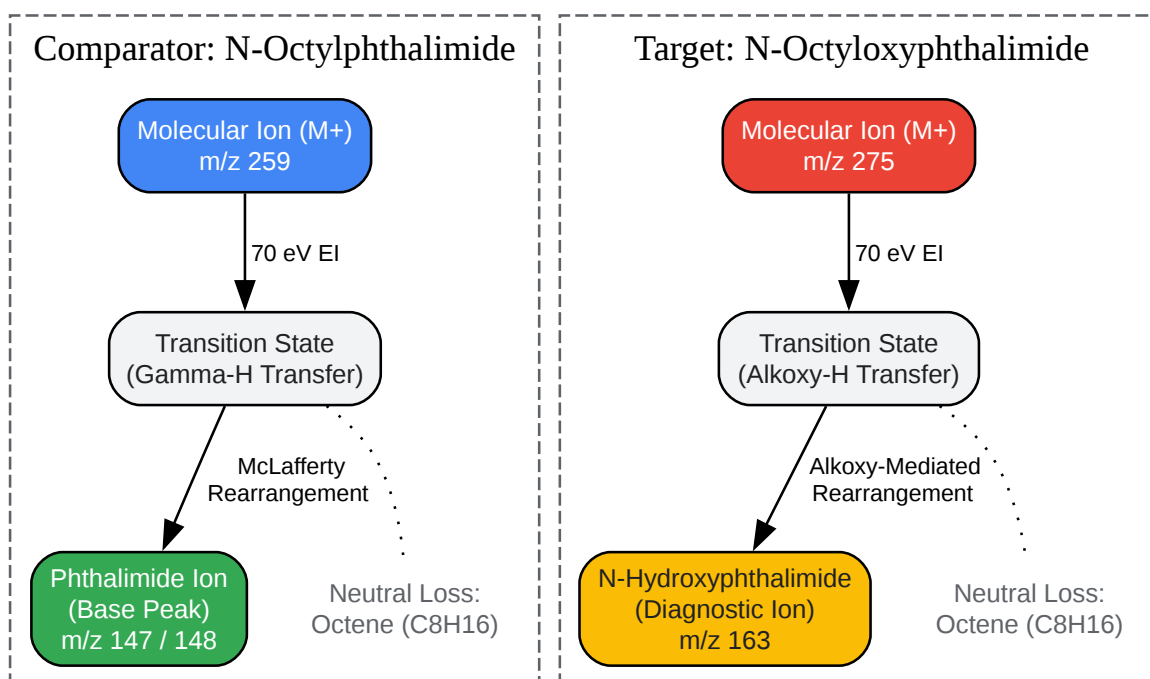 Comparator: N-Octylphthalimide
Molecular Ion (M+)
m/z 259
70 eV EI
Transition State
(Gamma-H Transfer)
McLafferty
Rearrangement
Phthalimide Ion
(Base Peak)
m/z 147 / 148
Neutral Loss:
Octene (C8H16)
Target: N-Octyloxyphthalimide
Molecular Ion (M+)
m/z 275
70 eV EI
Transition State
(Alkoxy-H Transfer)
Alkoxy-Mediated
Rearrangement
N-Hydroxyphthalimide
(Diagnostic Ion)
m/z 163
Neutral Loss:
Octene (C8H16)